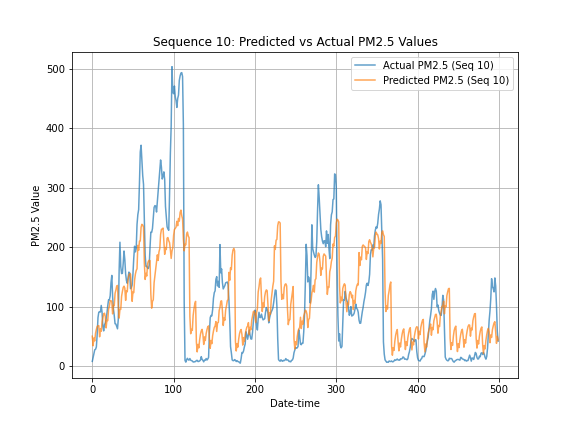 Sequence 10: Predicted vs Actual PM2.5 Values
Actual PM2.5 (Seq 10)
Predicted PM2.5 (Seq 10)
PM2.5 Value
500
400
300
200
100
0
0 100 200 300 400 500
Date-time